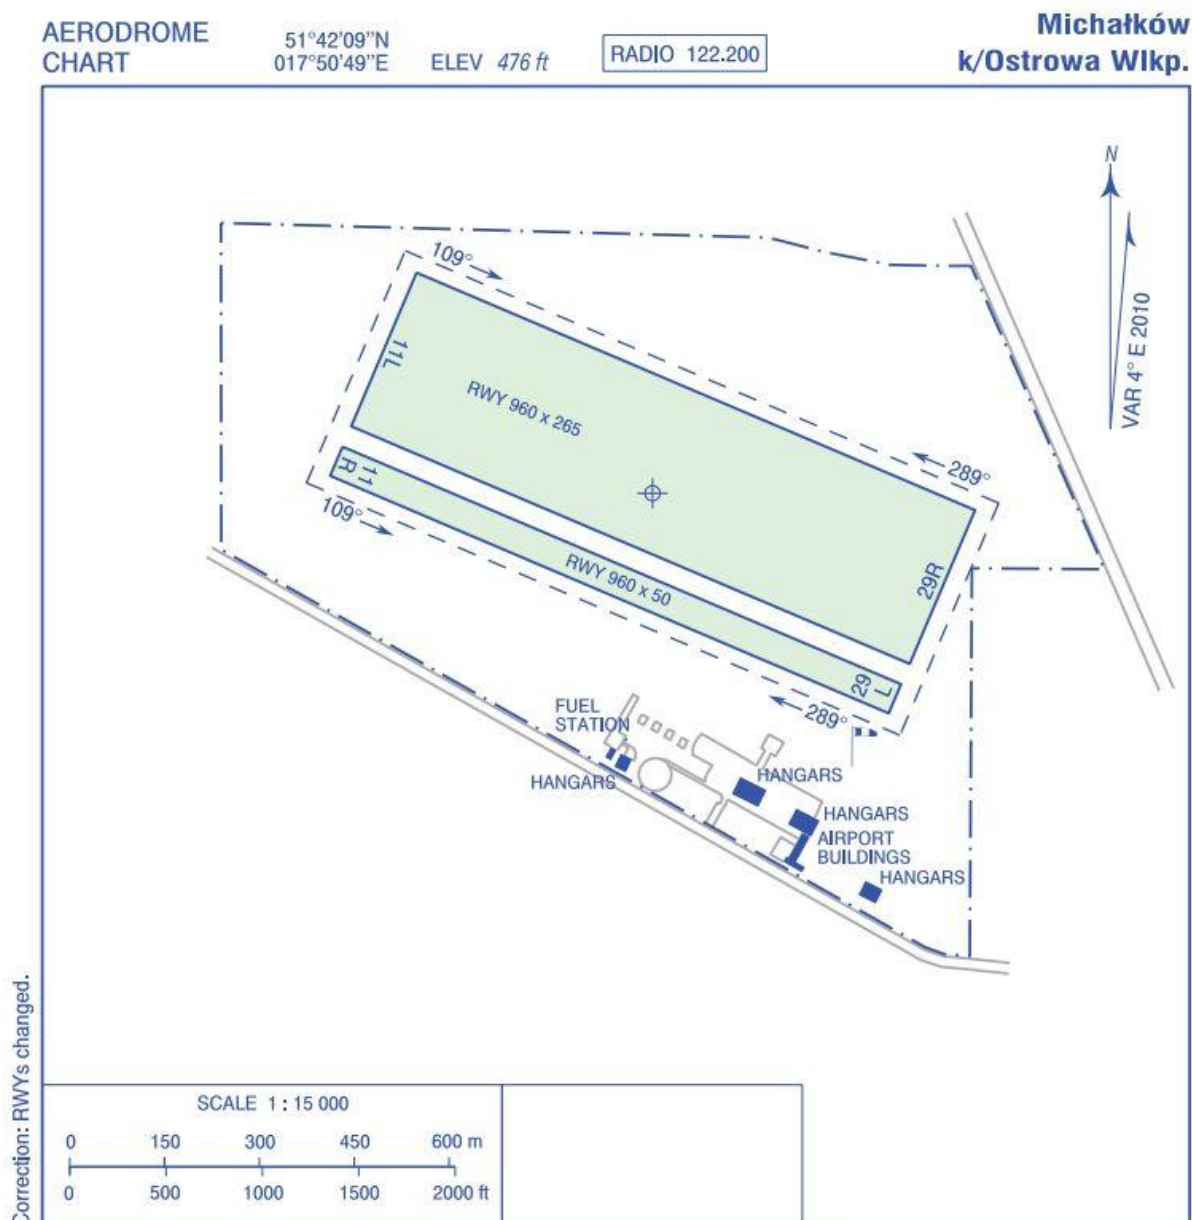 AERODROME
CHART
51°42'09"N
017°50'49"E
ELEV 476 ft
RADIO 122.200
Michałków
k/Ostrowa Wlkp.
N
VAR 4° E 2010
109°
11L
RWY 960 x 265
289°
29R
11
R
109°
RWY 960 x 50
29
L
289°
FUEL
STATION
HANGARS
HANGARS
HANGARS
AIRPORT
BUILDINGS
HANGARS
Correction: RWYs changed.
SCALE 1 : 15 000
0 150 300 450 600 m
0 500 1000 1500 2000 ft